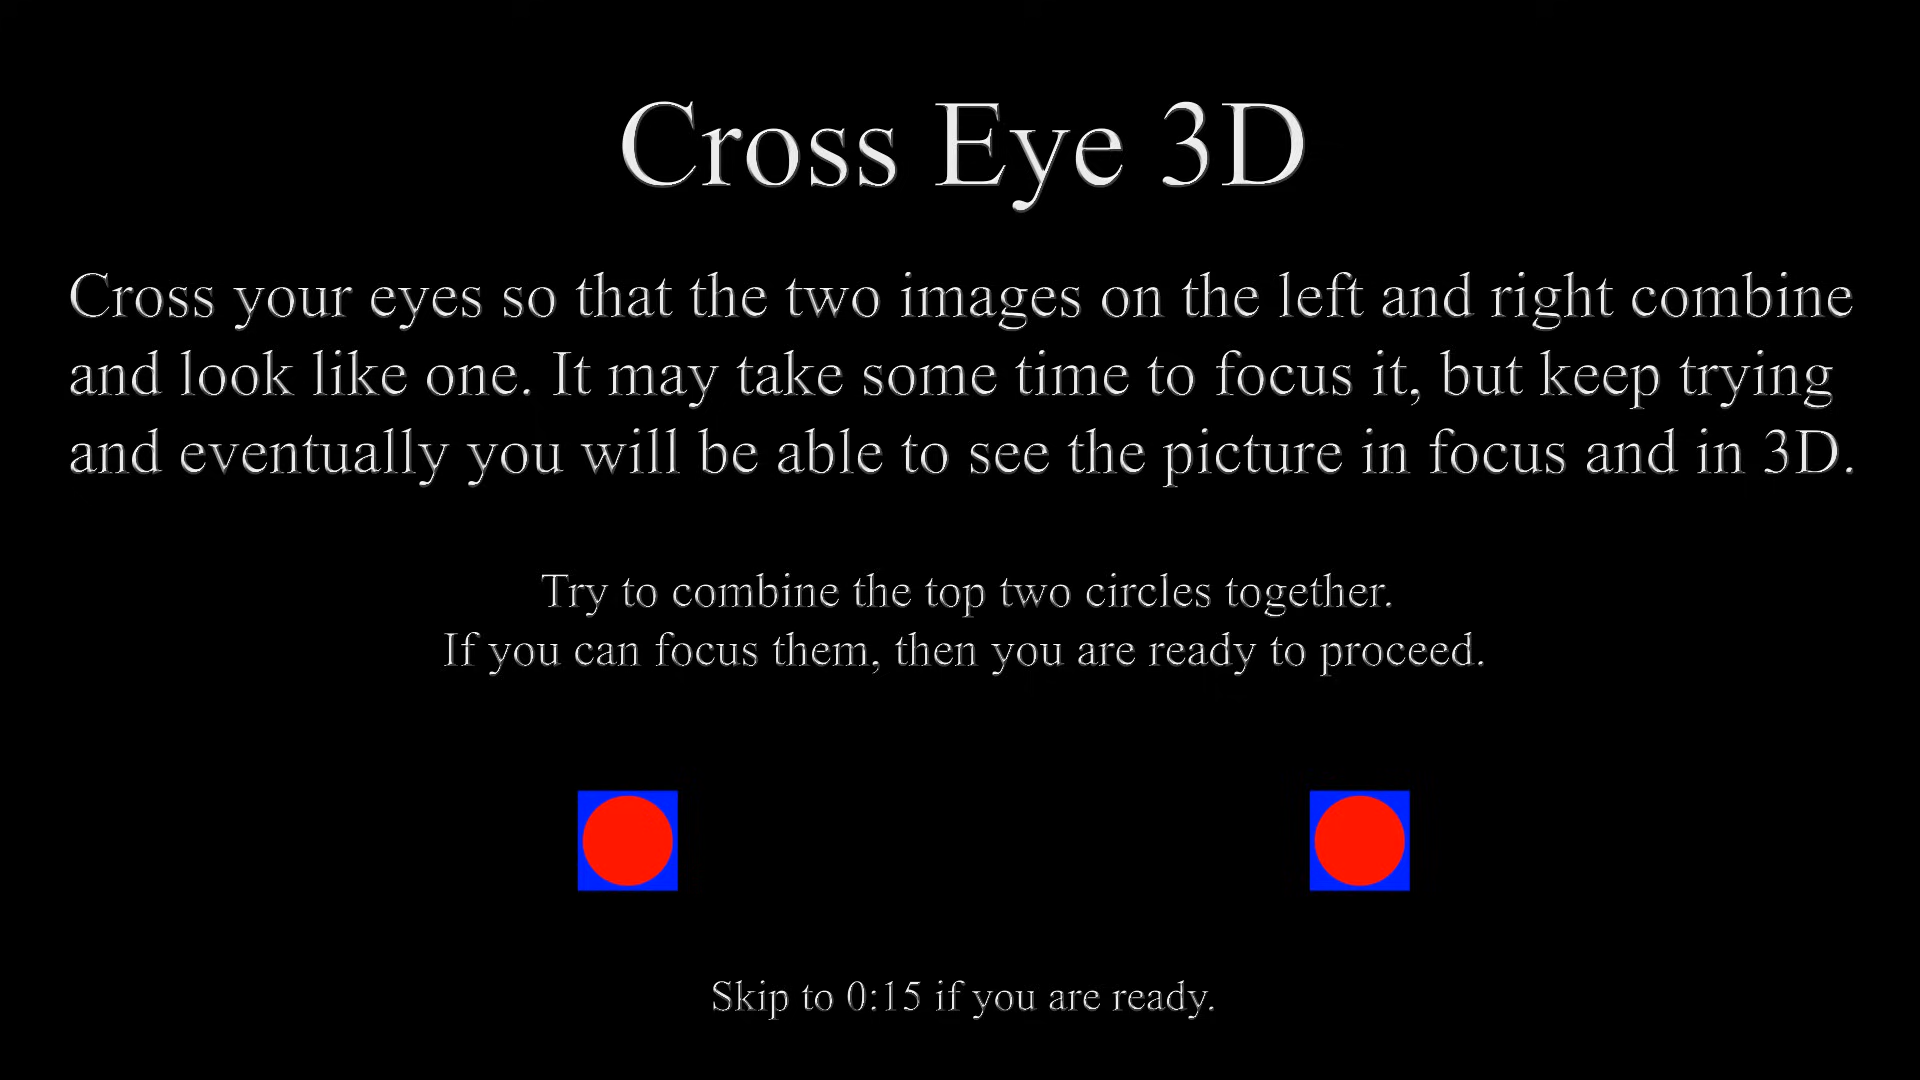 Cross Eye 3D
Cross your eyes so that the two images on the left and right combine
and look like one. It may take some time to focus it, but keep trying
and eventually you will be able to see the picture in focus and in 3D.
Try to combine the top two circles together.
If you can focus them, then you are ready to proceed.
Skip to 0:15 if you are ready.